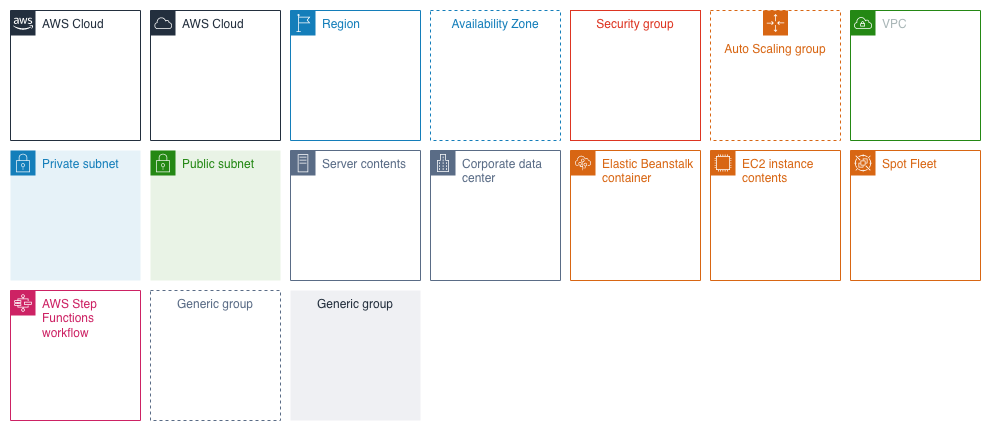 aws AWS Cloud
AWS Cloud
Region
Availability Zone
Security group
Auto Scaling group
VPC
Private subnet
Public subnet
Server contents
Corporate data
center
Elastic Beanstalk
container
EC2 instance
contents
Spot Fleet
AWS Step
Functions
workflow
Generic group
Generic group